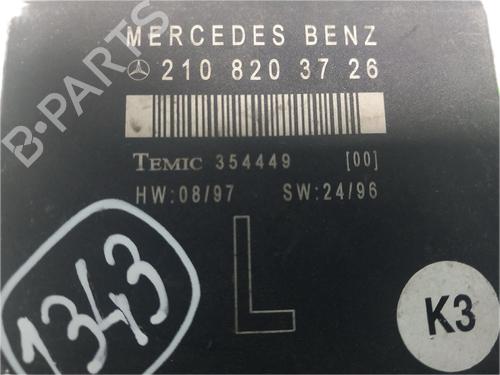 MERCEDES BENZ
210 820 37 26
TEMIC 354449 [00]
HW:08/97 SW:24/96
L
K3
1343
B-PARTS